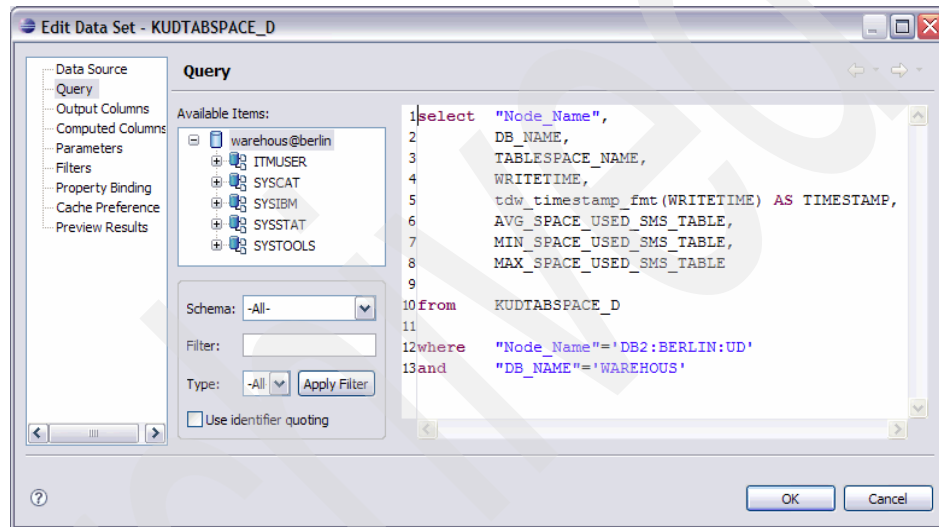 Edit Data Set - KUDTABSPACE_D
Data Source
Query
Output Columns
Computed Columns
Parameters
Filters
Property Binding
Cache Preference
Preview Results
Query
Available Items:
warehous@berlin
ITMUSER
SYSCAT
SYSIBM
SYSSTAT
SYSTOOLS
Schema: -All-
Filter:
Type: -All Apply Filter
Use identifier quoting
1 select "Node_Name",
2 DB_NAME,
3 TABLESPACE_NAME,
4 WRITETIME,
5 tdw_timestamp_fmt(WRITETIME) AS TIMESTAMP,
6 AVG_SPACE_USED_SMS_TABLE,
7 MIN_SPACE_USED_SMS_TABLE,
8 MAX_SPACE_USED_SMS_TABLE
9
10 from KUDTABSPACE_D
11
12 where "Node_Name"='DB2:BERLIN:UD'
13 and "DB_NAME"='WAREHOUS'
?
OK Cancel